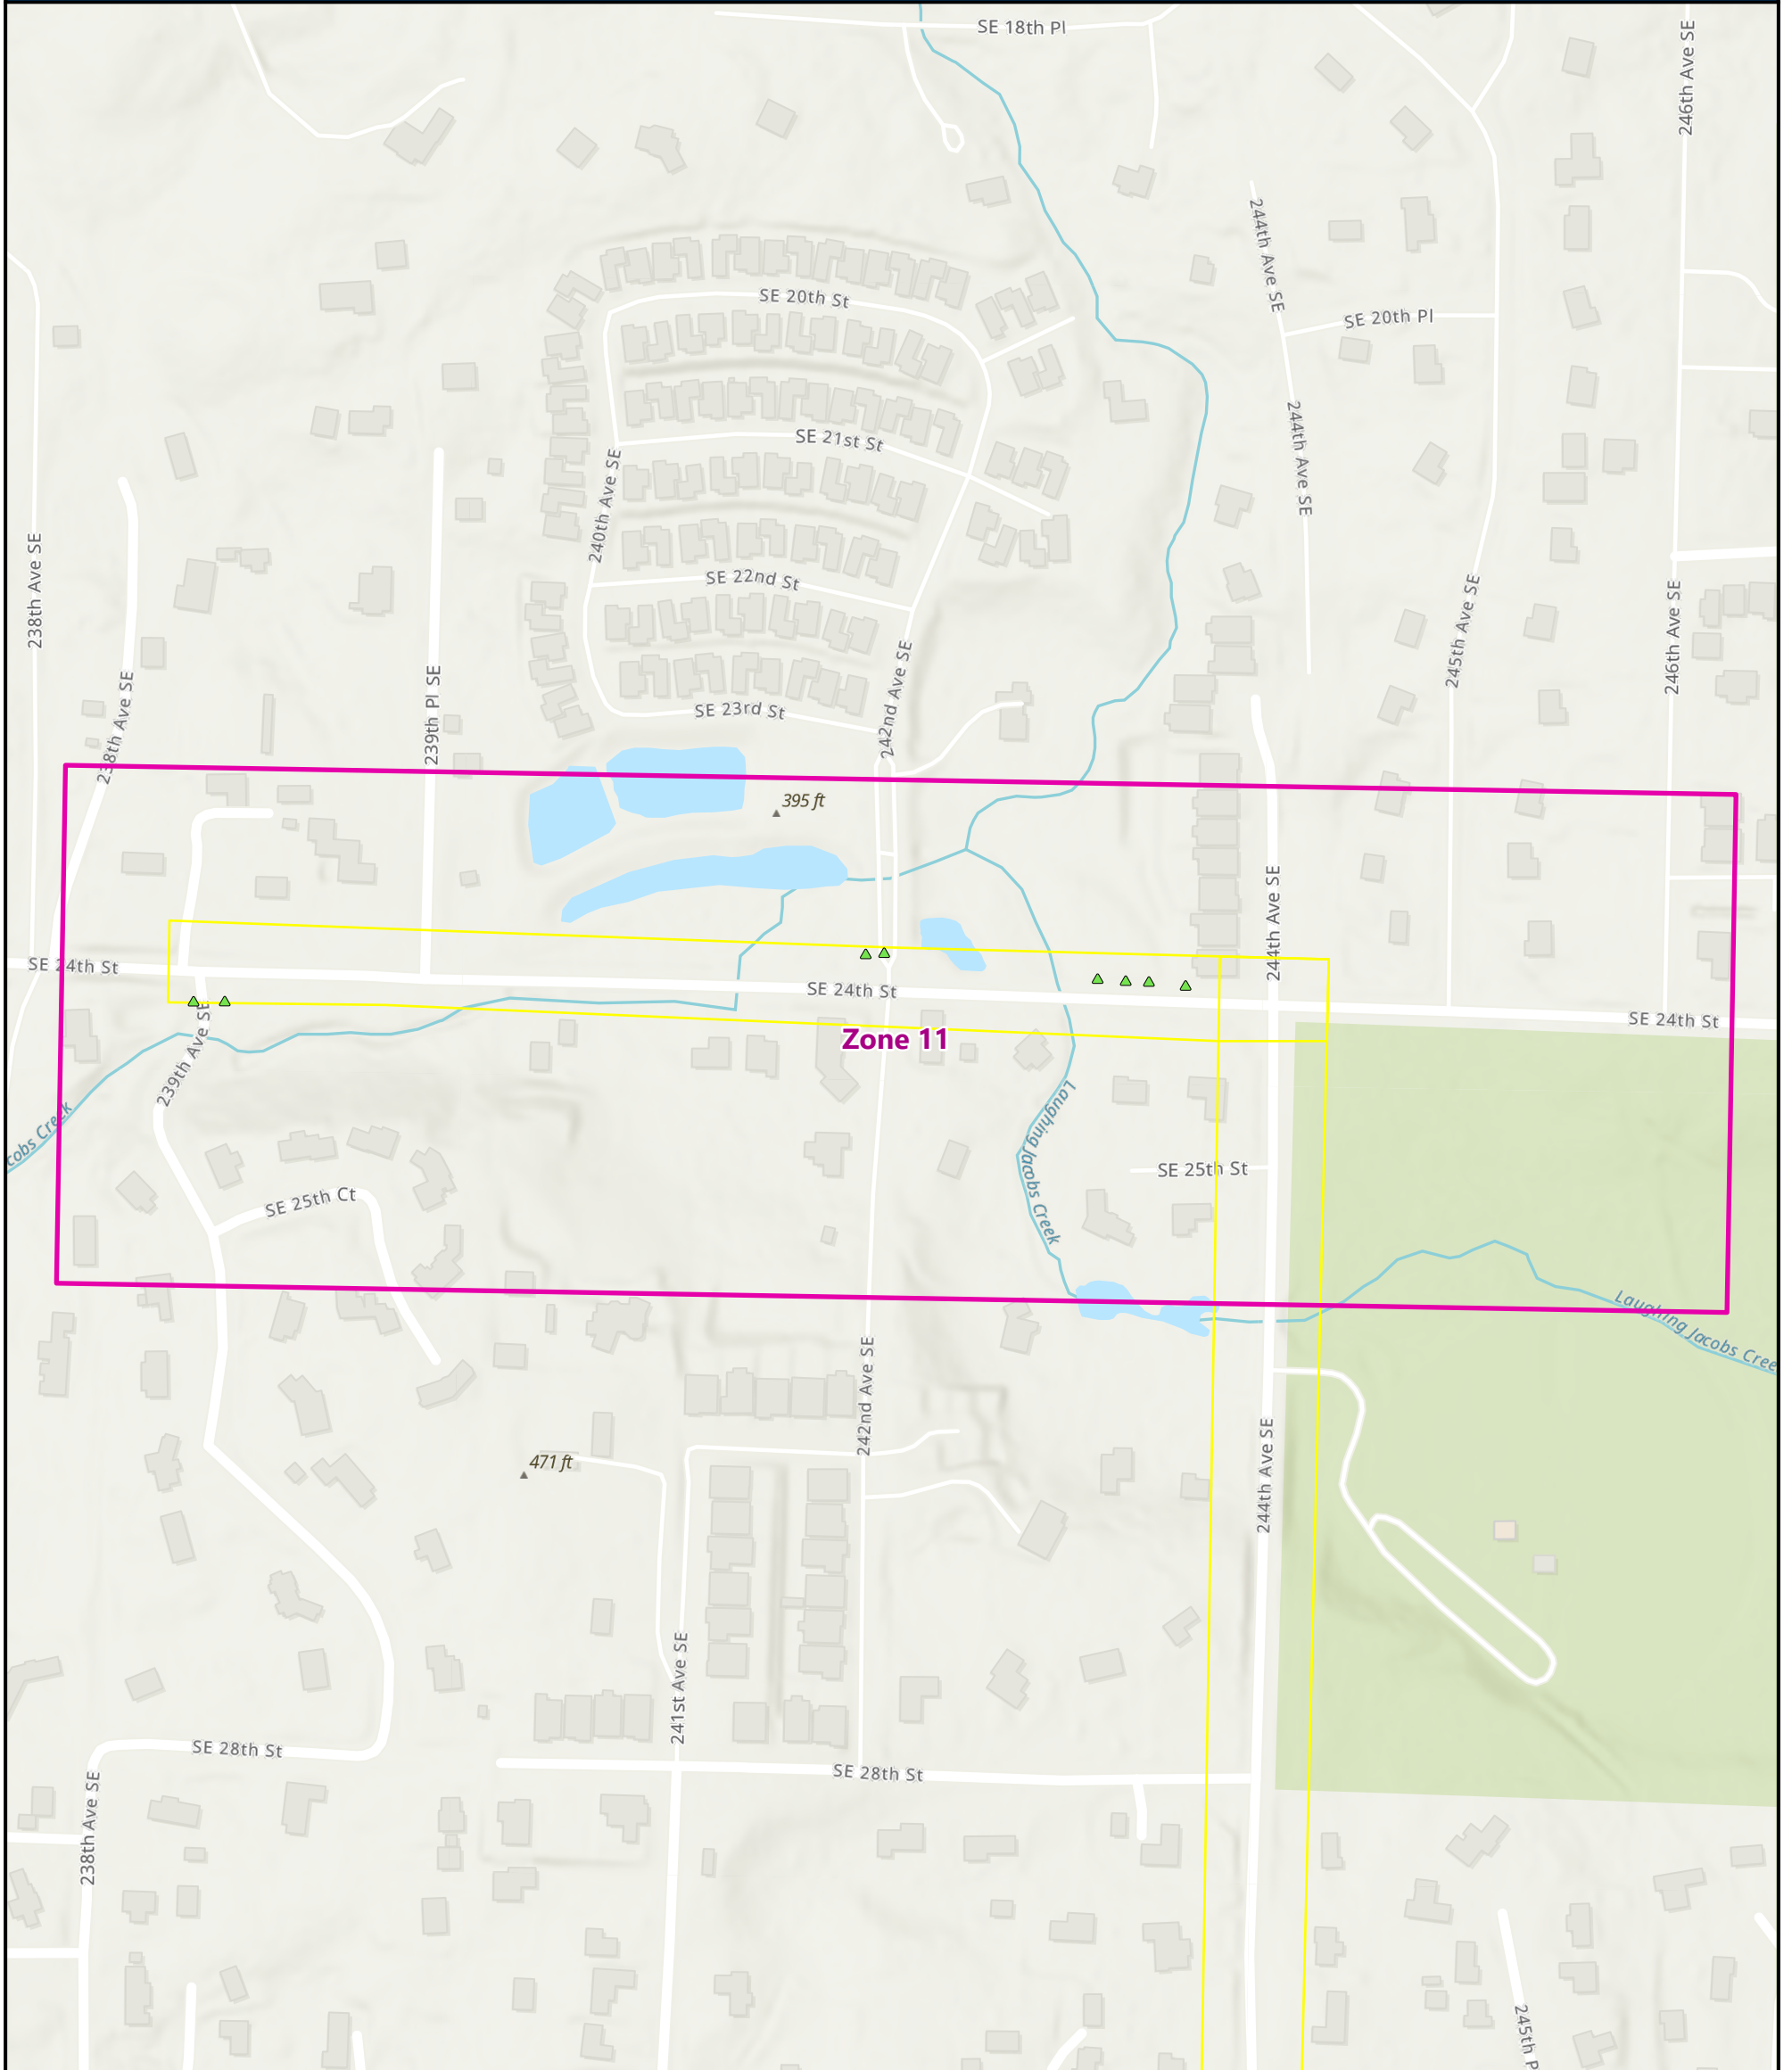 SE 18th Pl
246th Ave SE
244th Ave SE
SE 20th St
SE 20th Pl
244th Ave SE
SE 21st St
240th Ave SE
238th Ave SE
SE 22nd St
245th Ave SE
246th Ave SE
238th Ave SE
239th Pl SE
242nd Ave SE
SE 23rd St
395 ft
244th Ave SE
SE 24th St
SE 24th St
SE 24th St
Zone 11
239th Ave SE
cobs Creek
Laughing Jacobs Creek
SE 25th St
SE 25th Ct
Laughing Jacobs Cree
242nd Ave SE
471 ft
244th Ave SE
241st Ave SE
SE 28th St
SE 28th St
238th Ave SE
245th P